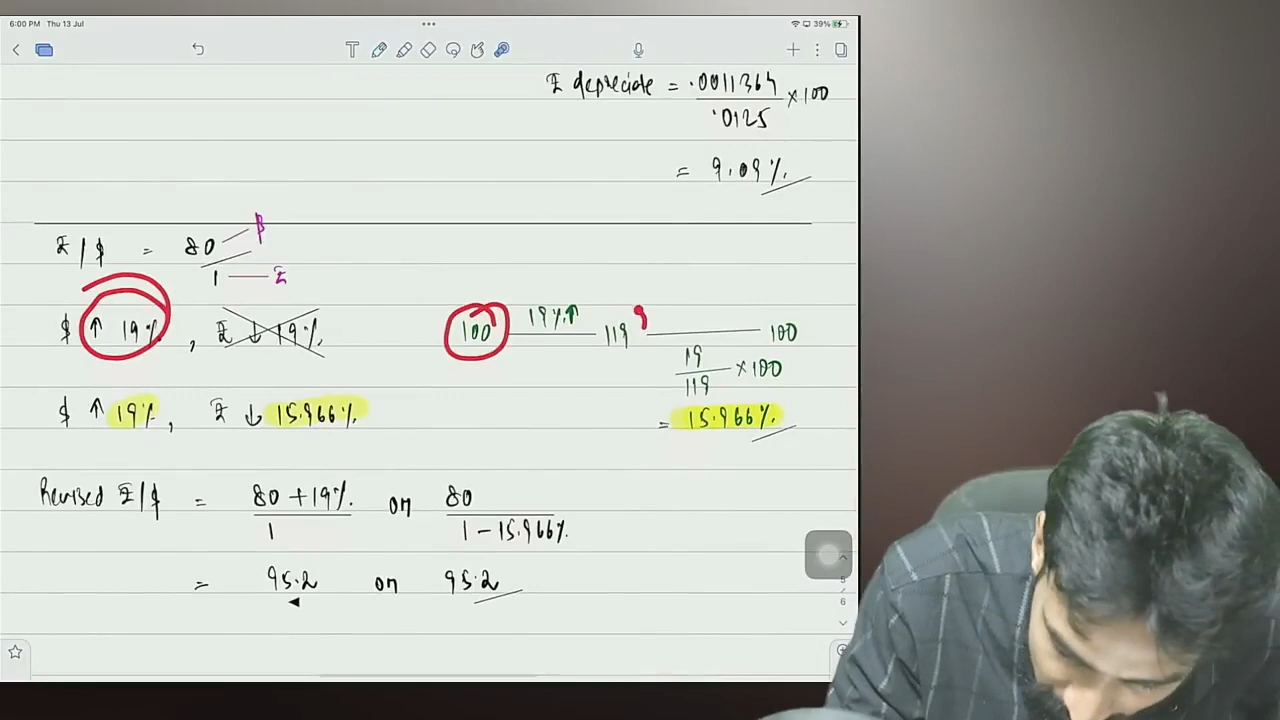 6:00 PM Thu 13 Jul
39%
₹ depreciate = .0011364 / .0125 × 100
= 9.09%
₹/$ = 80 — $
1 — ₹
$ ↑ 19%, ₹ ↓ 19%
100 19%↑ 119 100
19/119 × 100
$ ↑ 19%, ₹ ↓ 15.966%
= 15.966%
Revised ₹/$ = 80 + 19% / 1 or 80 / 1 − 15.966%
= 95.2 or 95.2
5
/
6